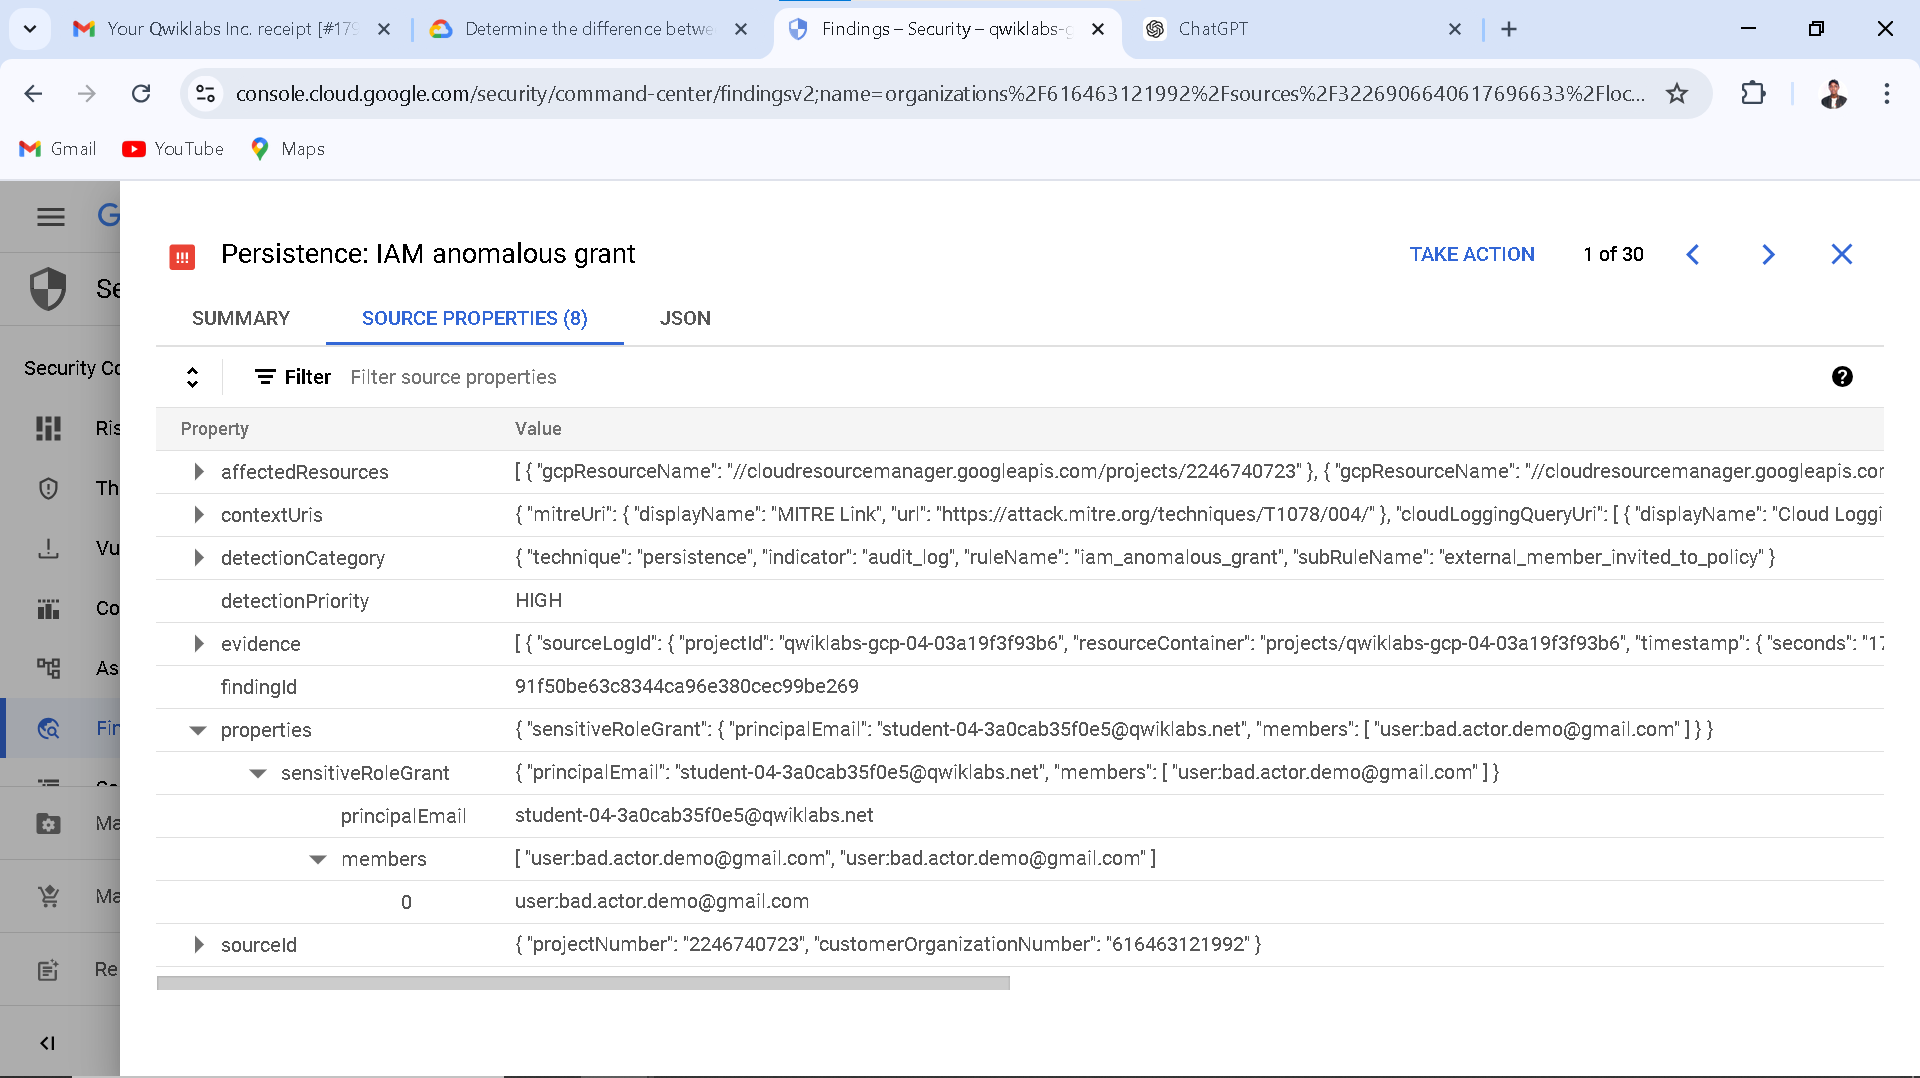 Your Qwiklabs Inc. receipt [#179
Determine the difference betwe
Findings – Security – qwiklabs-g
ChatGPT
console.cloud.google.com/security/command-center/findingsv2;name=organizations%2F616463121992%2Fsources%2F3226906640617696633%2Floc...
Gmail
YouTube
Maps
Persistence: IAM anomalous grant
TAKE ACTION
1 of 30
SUMMARY
SOURCE PROPERTIES (8)
JSON
Filter Filter source properties
Property Value
affectedResources [ { "gcpResourceName": "//cloudresourcemanager.googleapis.com/projects/2246740723" }, { "gcpResourceName": "//cloudresourcemanager.googleapis.cor
contextUris { "mitreUri": { "displayName": "MITRE Link", "url": "https://attack.mitre.org/techniques/T1078/004/" }, "cloudLoggingQueryUri": [ { "displayName": "Cloud Loggi
detectionCategory { "technique": "persistence", "indicator": "audit_log", "ruleName": "iam_anomalous_grant", "subRuleName": "external_member_invited_to_policy" }
detectionPriority HIGH
evidence [ { "sourceLogId": { "projectId": "qwiklabs-gcp-04-03a19f3f93b6", "resourceContainer": "projects/qwiklabs-gcp-04-03a19f3f93b6", "timestamp": { "seconds": "17
findingId 91f50be63c8344ca96e380cec99be269
properties { "sensitiveRoleGrant": { "principalEmail": "student-04-3a0cab35f0e5@qwiklabs.net", "members": [ "user:bad.actor.demo@gmail.com" ] } }
sensitiveRoleGrant { "principalEmail": "student-04-3a0cab35f0e5@qwiklabs.net", "members": [ "user:bad.actor.demo@gmail.com" ] }
principalEmail student-04-3a0cab35f0e5@qwiklabs.net
members [ "user:bad.actor.demo@gmail.com", "user:bad.actor.demo@gmail.com" ]
0 user:bad.actor.demo@gmail.com
sourceId { "projectNumber": "2246740723", "customerOrganizationNumber": "616463121992" }
G
Se
Security Co
Ris
Th
Vu
Co
As
Fin
Ma
Ma
Re